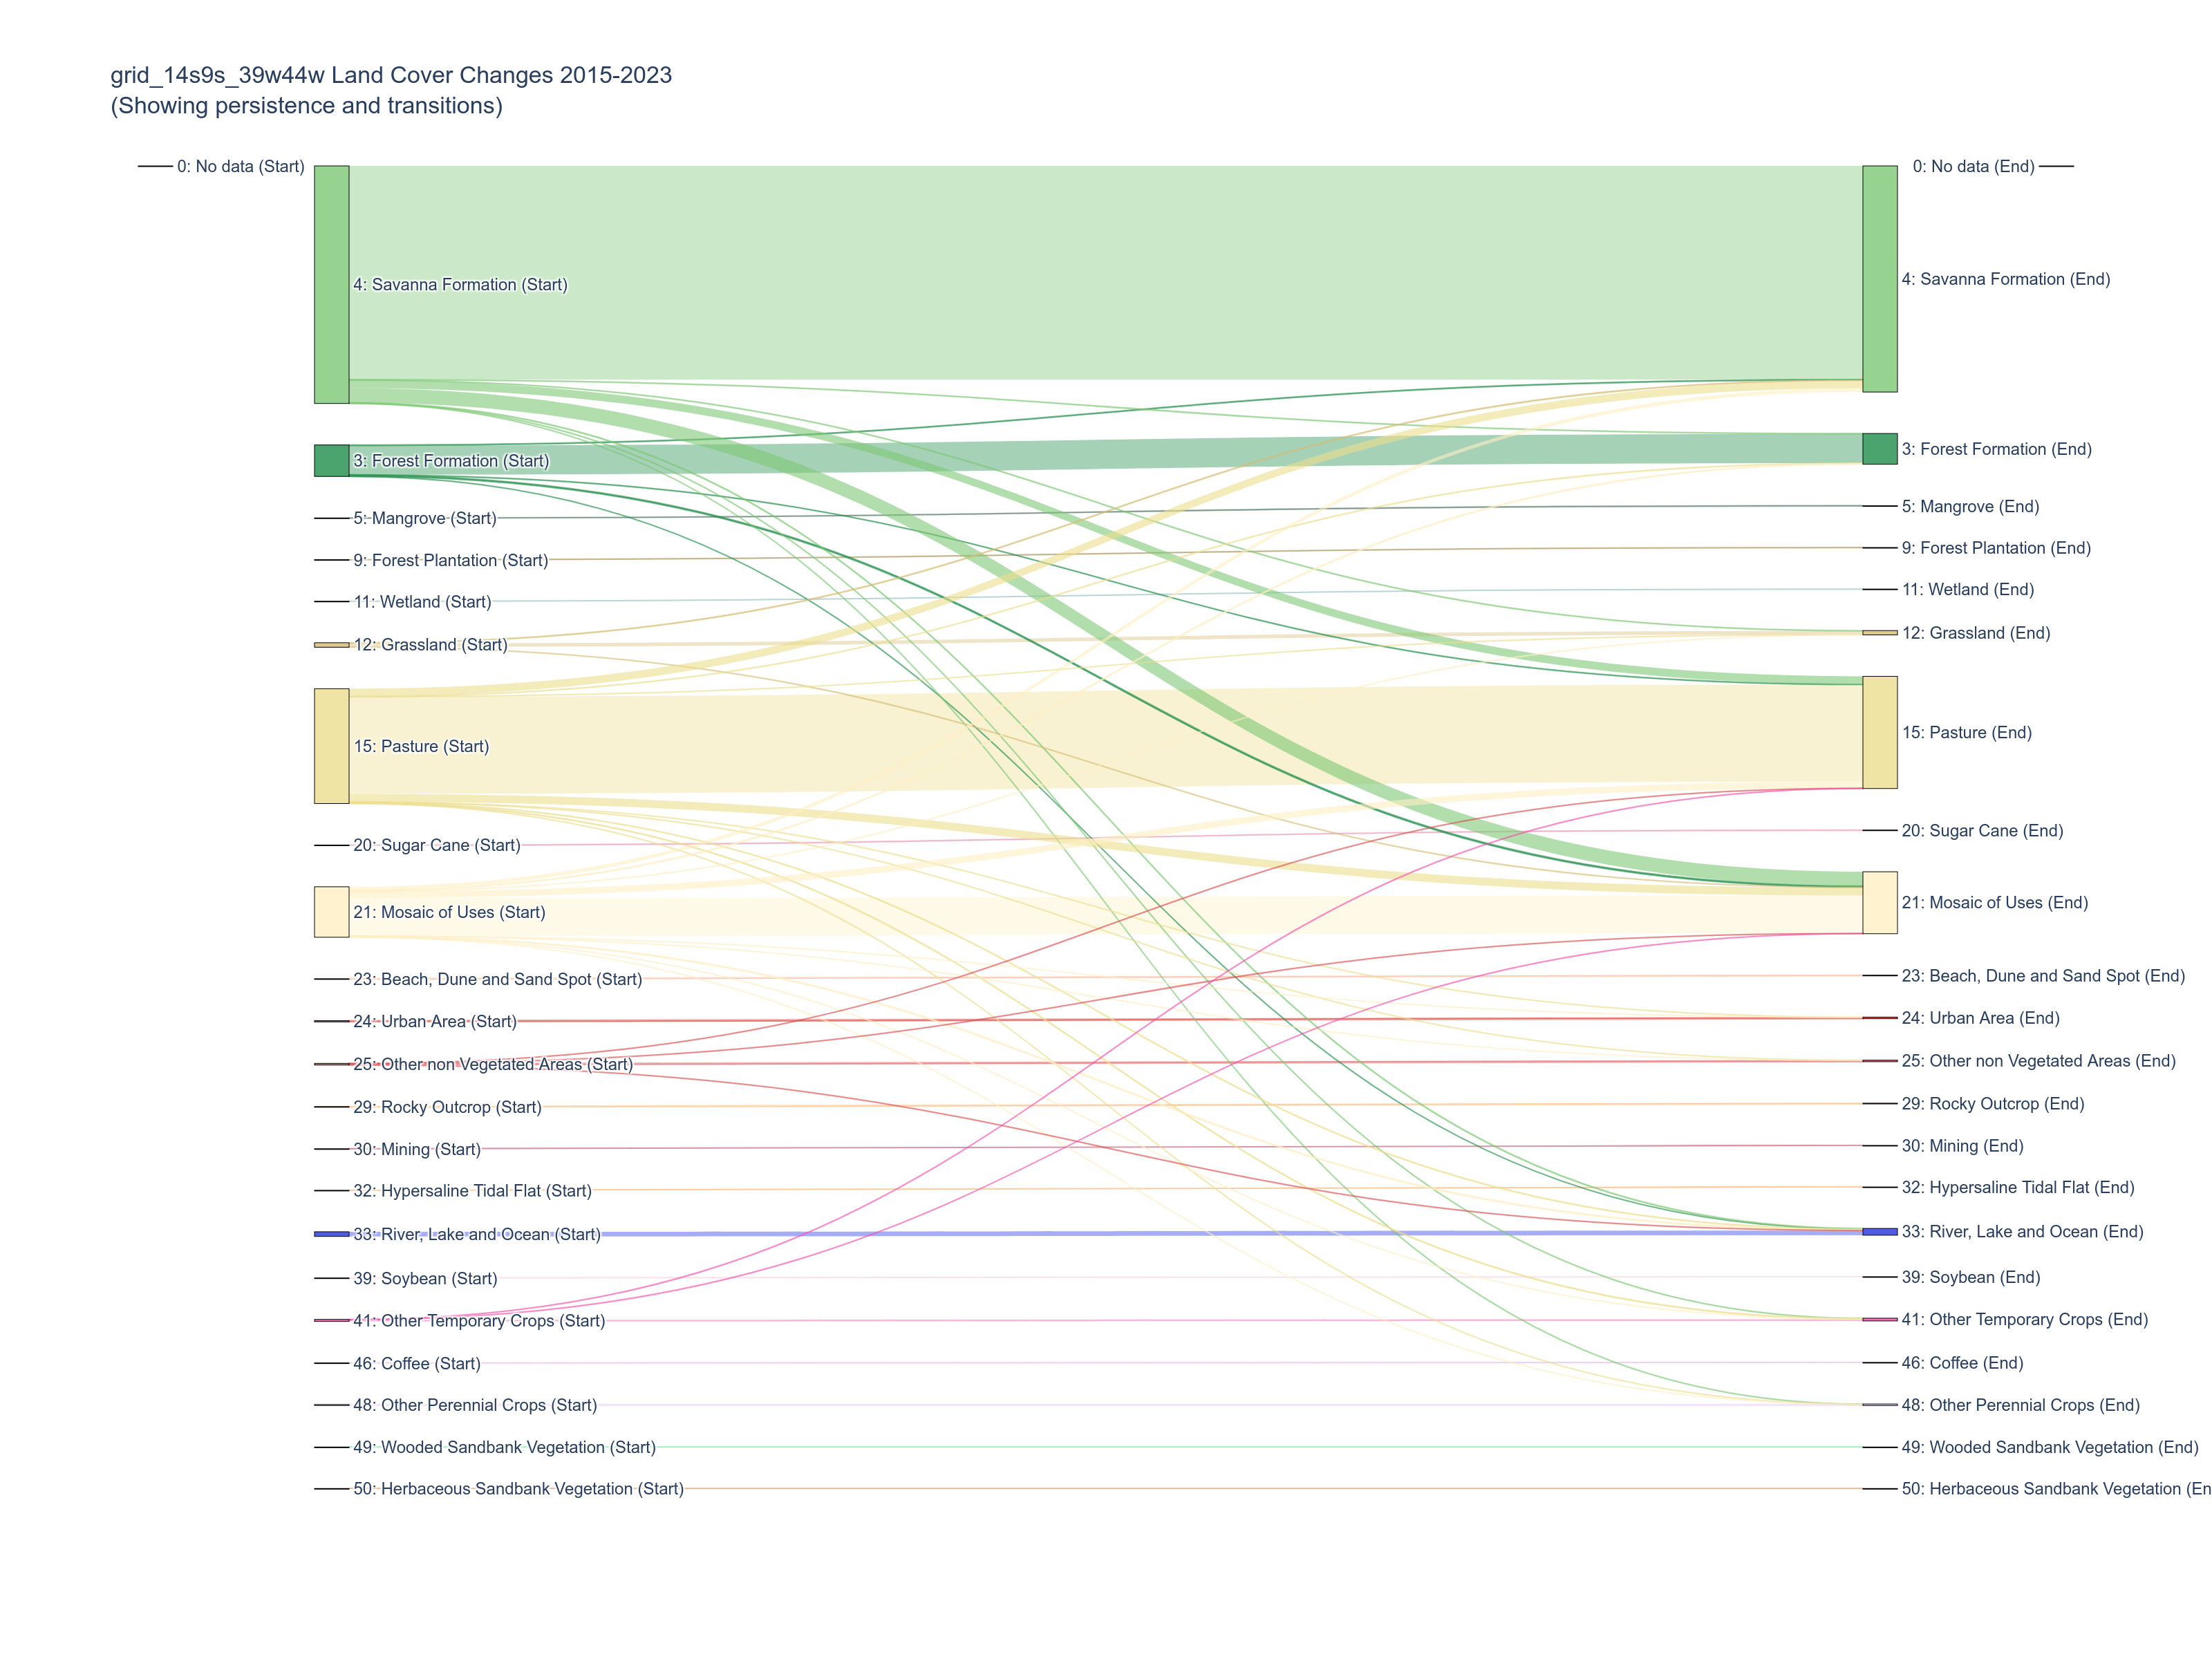 grid_14s9s_39w44w Land Cover Changes 2015-2023
(Showing persistence and transitions)
0: No data (Start)
0: No data (End)
4: Savanna Formation (Start)
4: Savanna Formation (End)
3: Forest Formation (Start)
3: Forest Formation (End)
5: Mangrove (Start)
5: Mangrove (End)
9: Forest Plantation (Start)
9: Forest Plantation (End)
11: Wetland (Start)
11: Wetland (End)
12: Grassland (Start)
12: Grassland (End)
15: Pasture (Start)
15: Pasture (End)
20: Sugar Cane (Start)
20: Sugar Cane (End)
21: Mosaic of Uses (Start)
21: Mosaic of Uses (End)
23: Beach, Dune and Sand Spot (Start)
23: Beach, Dune and Sand Spot (End)
24: Urban Area (Start)
24: Urban Area (End)
25: Other non Vegetated Areas (Start)
25: Other non Vegetated Areas (End)
29: Rocky Outcrop (Start)
29: Rocky Outcrop (End)
30: Mining (Start)
30: Mining (End)
32: Hypersaline Tidal Flat (Start)
32: Hypersaline Tidal Flat (End)
33: River, Lake and Ocean (Start)
33: River, Lake and Ocean (End)
39: Soybean (Start)
39: Soybean (End)
41: Other Temporary Crops (Start)
41: Other Temporary Crops (End)
46: Coffee (Start)
46: Coffee (End)
48: Other Perennial Crops (Start)
48: Other Perennial Crops (End)
49: Wooded Sandbank Vegetation (Start)
49: Wooded Sandbank Vegetation (End)
50: Herbaceous Sandbank Vegetation (Start)
50: Herbaceous Sandbank Vegetation (En